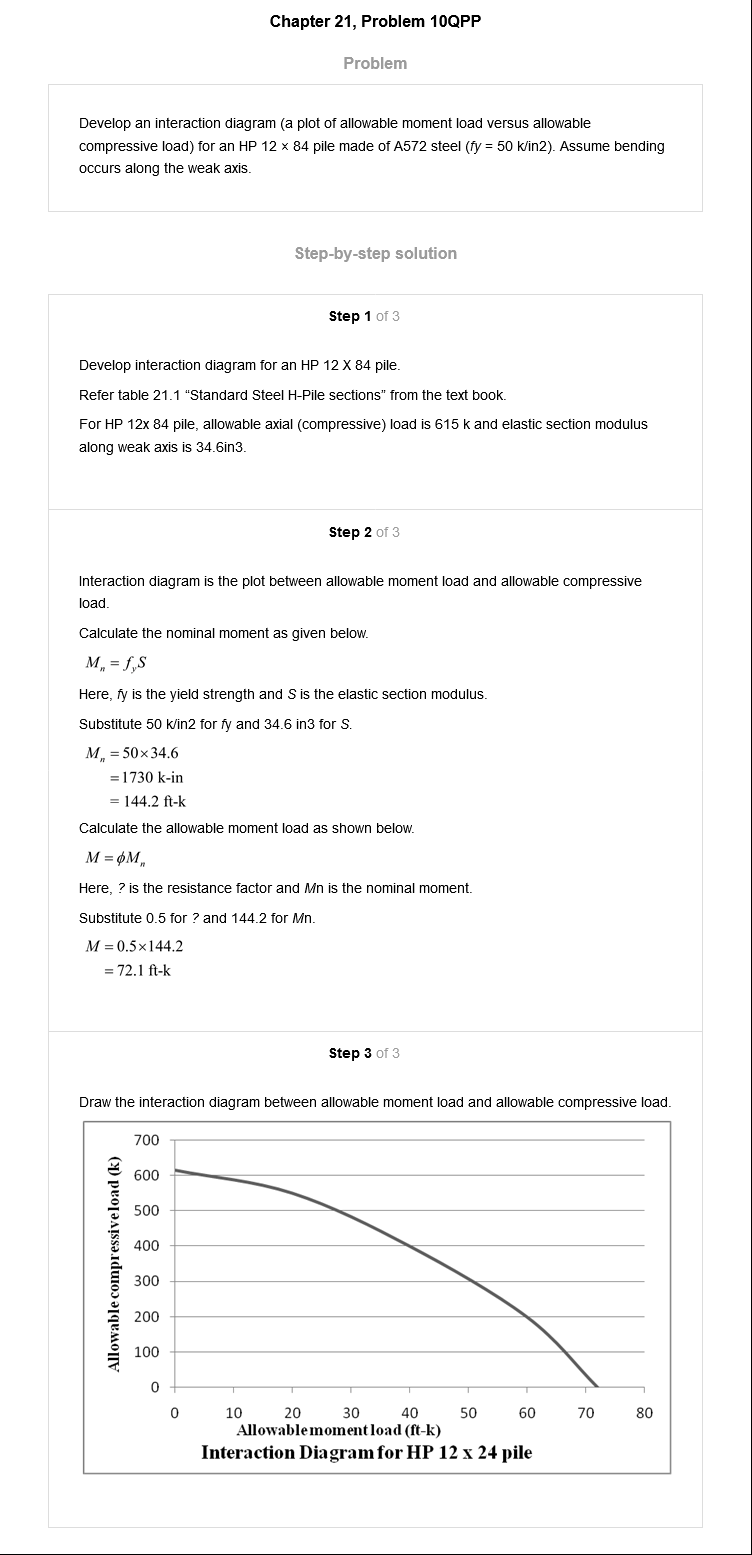 Chapter 21, Problem 10QPP
Problem
Develop an interaction diagram (a plot of allowable moment load versus allowable
compressive load) for an HP 12 × 84 pile made of A572 steel (fy = 50 k/in2). Assume bending
occurs along the weak axis.
Step-by-step solution
Step 1 of 3
Develop interaction diagram for an HP 12 X 84 pile.
Refer table 21.1 “Standard Steel H-Pile sections” from the text book.
For HP 12x 84 pile, allowable axial (compressive) load is 615 k and elastic section modulus
along weak axis is 34.6in3.
Step 2 of 3
Interaction diagram is the plot between allowable moment load and allowable compressive
load.
Calculate the nominal moment as given below.
Mn = fyS
Here, fy is the yield strength and S is the elastic section modulus.
Substitute 50 k/in2 for fy and 34.6 in3 for S.
Mn = 50×34.6
=1730 k-in
= 144.2 ft-k
Calculate the allowable moment load as shown below.
M = ϕMn
Here, ? is the resistance factor and Mn is the nominal moment.
Substitute 0.5 for ? and 144.2 for Mn.
M = 0.5×144.2
= 72.1 ft-k
Step 3 of 3
Draw the interaction diagram between allowable moment load and allowable compressive load.
Allowable compressive load (k)
700
600
500
400
300
200
100
0
0 10 20 30 40 50 60 70 80
Allowable moment load (ft-k)
Interaction Diagram for HP 12 x 24 pile